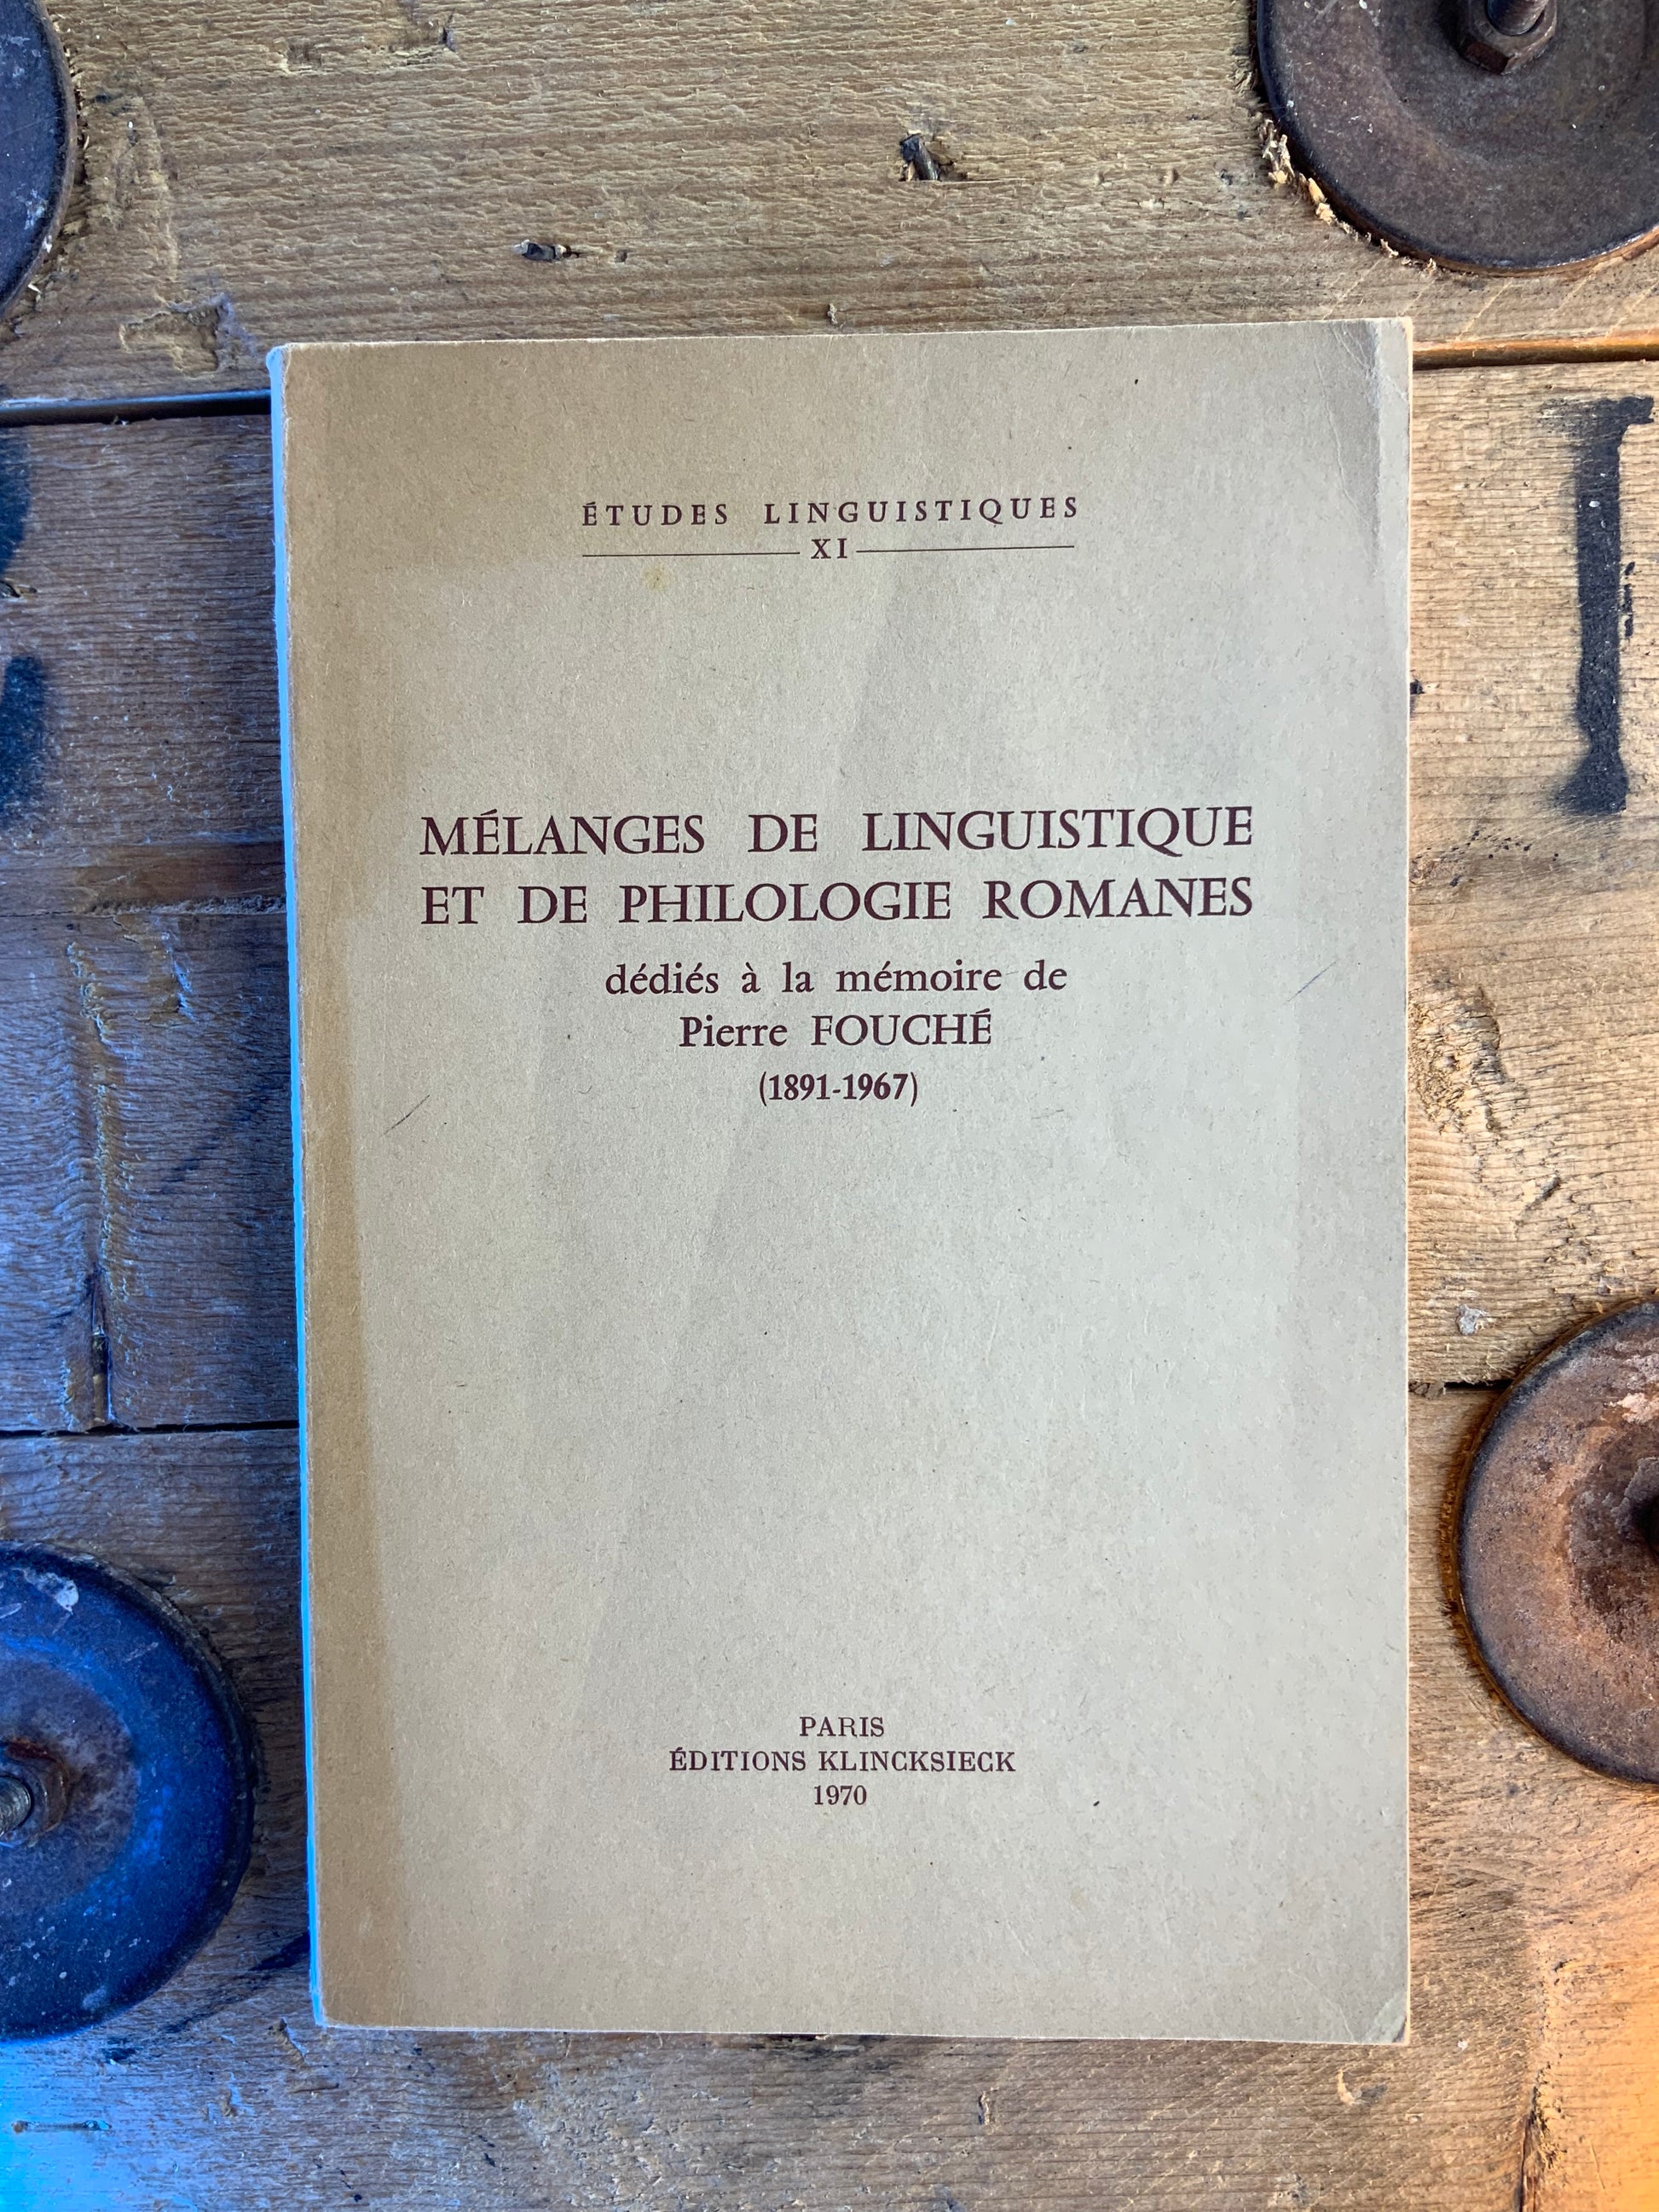 ÉTUDES LINGUISTIQUES
XI
MÉLANGES DE LINGUISTIQUE
ET DE PHILOLOGIE ROMANES
dédiés à la mémoire de
Pierre FOUCHÉ
(1891-1967)
PARIS
ÉDITIONS KLINCKSIECK
1970
I